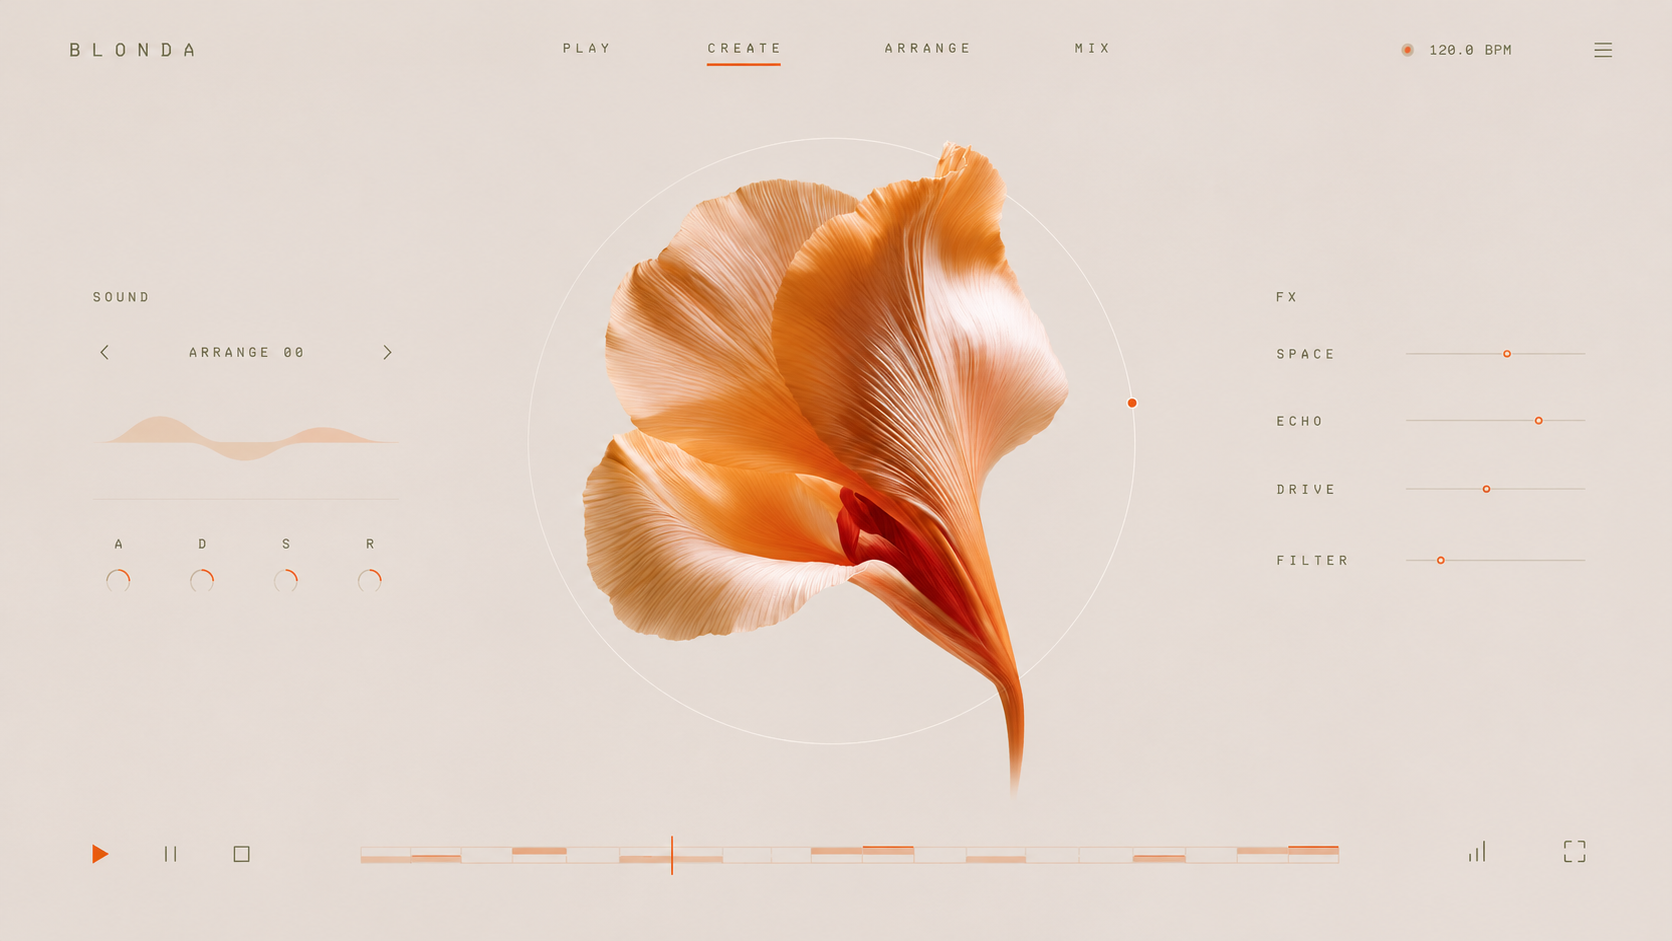 BLONDA
PLAY CREATE ARRANGE MIX
120.0 BPM
SOUND
ARRANGE 00
A D S R
FX
SPACE
ECHO
DRIVE
FILTER